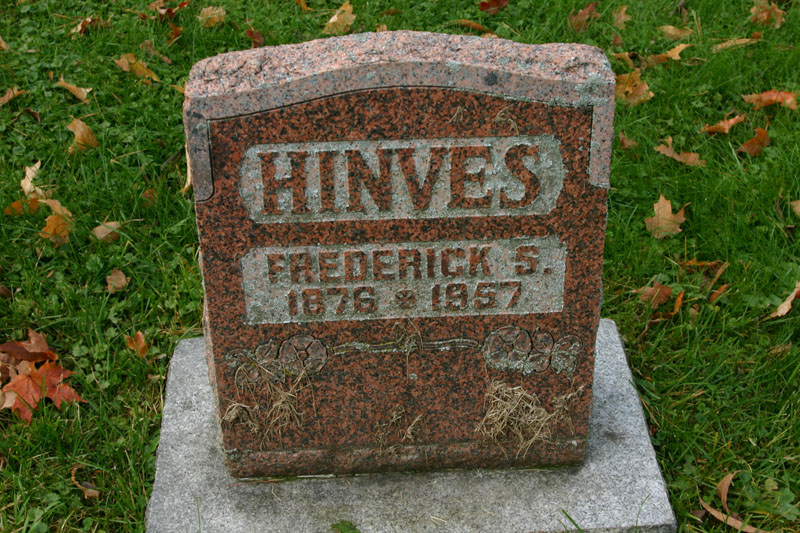 HINVES
FREDERICK S.
1876 1957